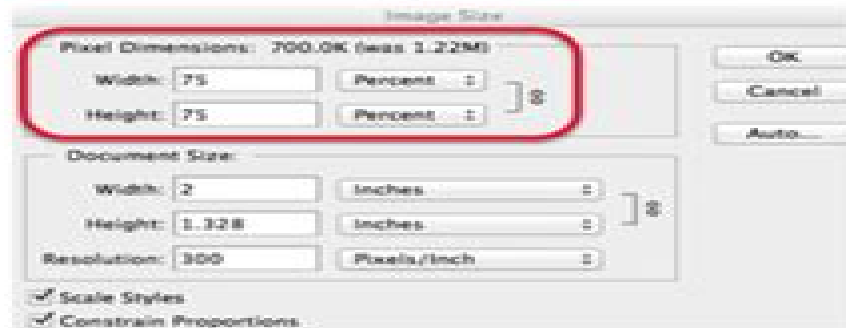 Image Size
Pixel Dimensions: 700.0K (was 1.22M)
OK
Width: 75 Percent
Cancel
Height: 75 Percent
Auto...
Document Size:
Width: 2 Inches
Height: 1.328 Inches
Resolution: 300 Pixels/Inch
Scale Styles
Constrain Proportions